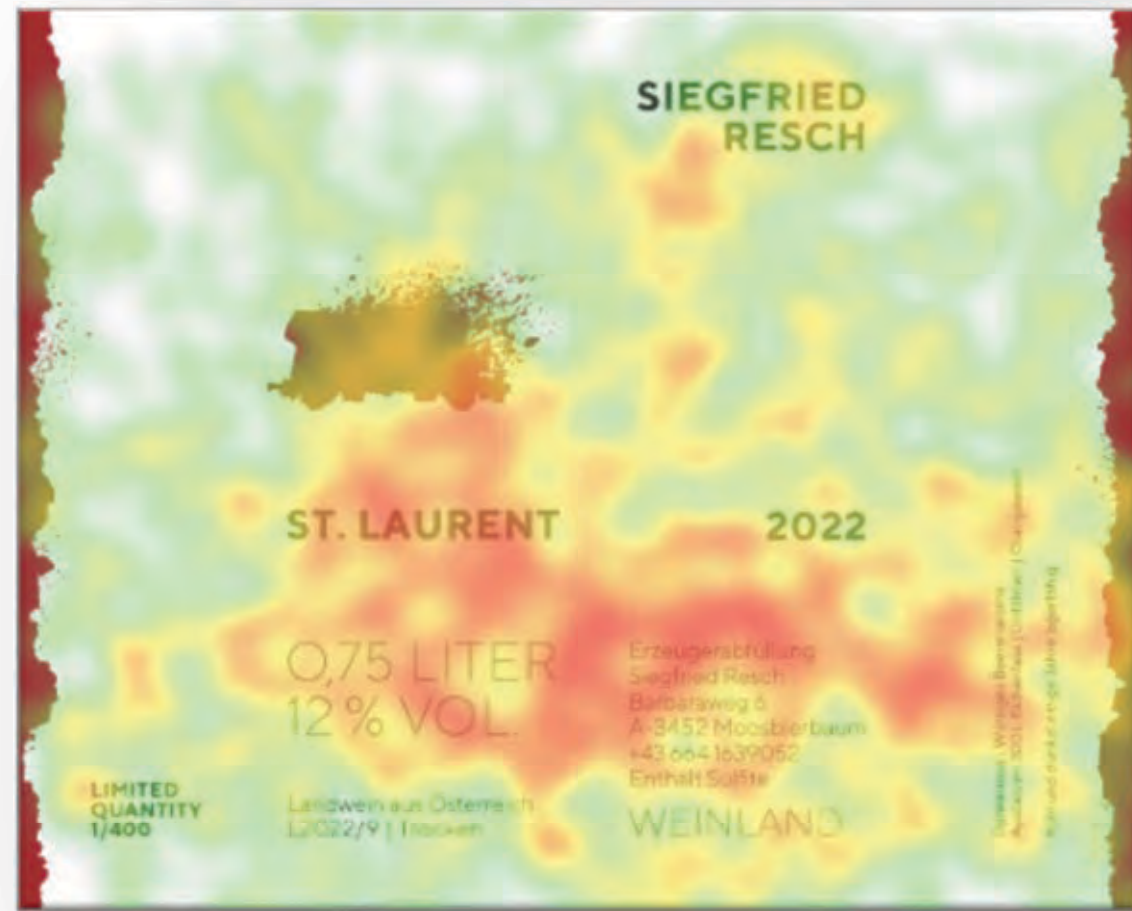 SIEGFRIED
RESCH
ST. LAURENT
2022
0,75 LITER
12 % VOL.
Erzeugerabfüllung
Siegfried Resch
Barbaraweg 6
A-3452 Moosbierbaum
+43 664 1639052
Enthält Sulfite
WEINLAND
LIMITED
QUANTITY
1/400
Landwein aus Österreich
L2022/9 | Trocken